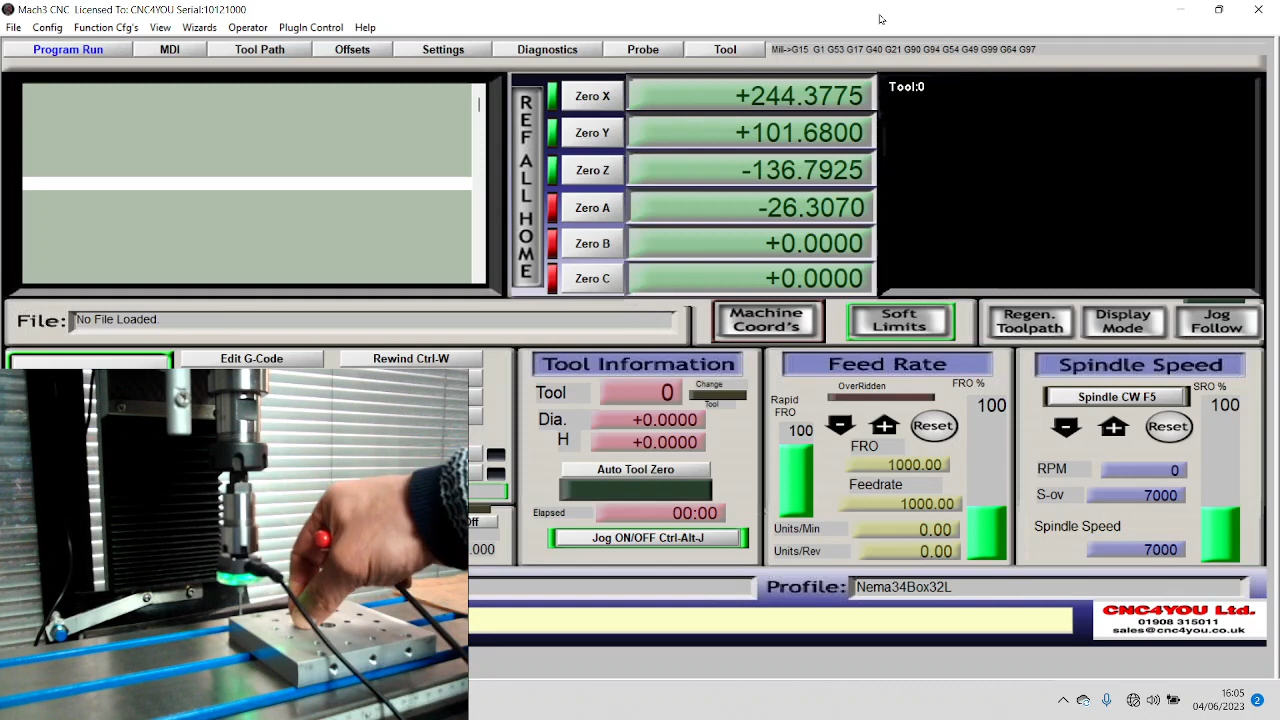 Mach3 CNC Licensed To: CNC4YOU Serial:10121000
File Config Function Cfg's View Wizards Operator PlugIn Control Help
Program Run MDI Tool Path Offsets Settings Diagnostics Probe Tool Mill->G15 G1 G53 G17 G40 G21 G90 G94 G54 G49 G99 G64 G97
REF ALL HOME
Zero X +244.3775
Zero Y +101.6800
Zero Z -136.7925
Zero A -26.3070
Zero B +0.0000
Zero C +0.0000
Tool:0
File: No File Loaded.
Machine Coord's
Soft Limits
Regen. Toolpath
Display Mode
Jog Follow
Edit G-Code Rewind Ctrl-W
Tool Information
Tool 0 Change Tool
Dia. +0.0000
H +0.0000
Auto Tool Zero
Elapsed 00:00
Jog ON/OFF Ctrl-Alt-J
Feed Rate
OverRidden FRO %
Rapid FRO 100 100
Reset
FRO
1000.00
Feedrate
1000.00
Units/Min 0.00
Units/Rev 0.00
Spindle Speed
Spindle CW F5
SRO %
100
Reset
RPM 0
S-ov 7000
Spindle Speed
7000
Off
.000
Profile: Nema34Box32L
CNC4YOU Ltd.
01908 315011
sales@cnc4you.co.uk
16:05
04/06/2023
2